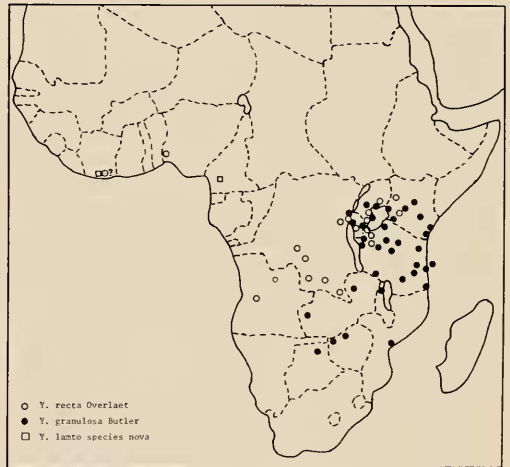 ?
Y. recta Overlaet
Y. granulosa Butler
Y. lamto species nova